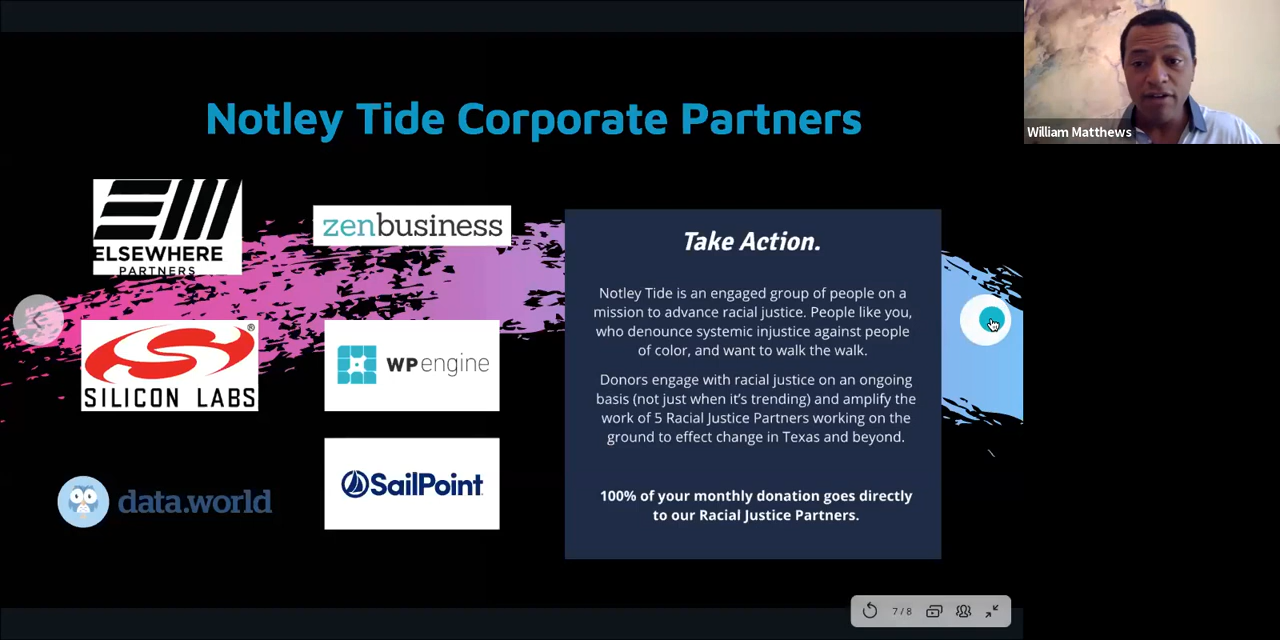 William Matthews
Notley Tide Corporate Partners
ELSEWHERE
PARTNERS
zenbusiness
SILICON LABS
®
WPengine
data.world
SailPoint
Take Action.
Notley Tide is an engaged group of people on a
mission to advance racial justice. People like you,
who denounce systemic injustice against people
of color, and want to walk the walk.
Donors engage with racial justice on an ongoing
basis (not just when it’s trending) and amplify the
work of 5 Racial Justice Partners working on the
ground to effect change in Texas and beyond.
100% of your monthly donation goes directly
to our Racial Justice Partners.
7/8